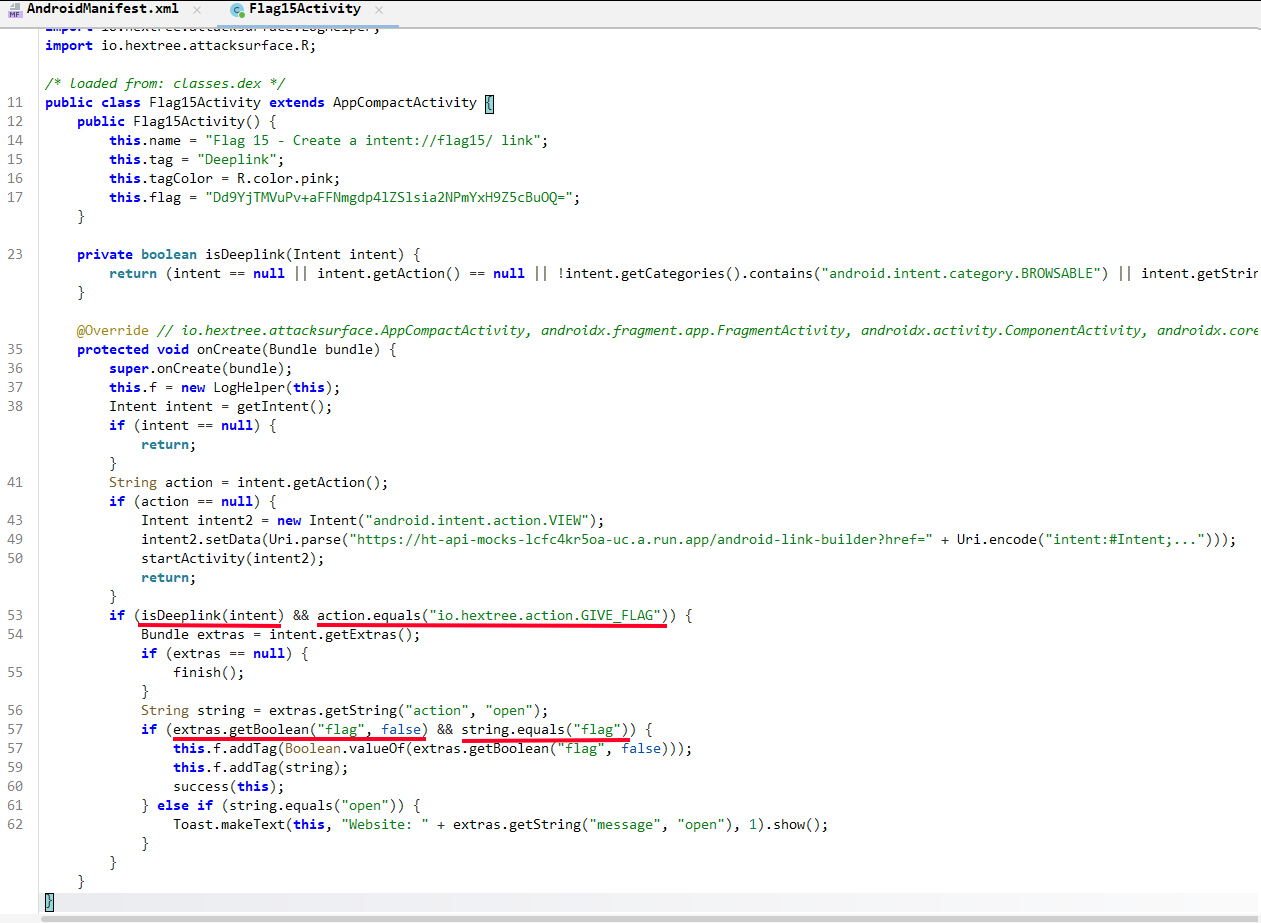 AndroidManifest.xml × Flag15Activity ×
import io.hextree.attacksurface.LogHelper;
import io.hextree.attacksurface.R;
/* loaded from: classes.dex */
11 public class Flag15Activity extends AppCompactActivity {
12 public Flag15Activity() {
14 this.name = "Flag 15 - Create a intent://flag15/ link";
15 this.tag = "Deeplink";
16 this.tagColor = R.color.pink;
17 this.flag = "Dd9YjTMVuPv+aFFNmgdp4lZSlsia2NPmYxH9Z5cBuOQ=";
}
23 private boolean isDeeplink(Intent intent) {
return (intent == null || intent.getAction() == null || !intent.getCategories().contains("android.intent.category.BROWSABLE") || intent.getStrin
}
@Override // io.hextree.attacksurface.AppCompactActivity, androidx.fragment.app.FragmentActivity, androidx.activity.ComponentActivity, androidx.core
35 protected void onCreate(Bundle bundle) {
36 super.onCreate(bundle);
37 this.f = new LogHelper(this);
38 Intent intent = getIntent();
if (intent == null) {
return;
}
41 String action = intent.getAction();
if (action == null) {
43 Intent intent2 = new Intent("android.intent.action.VIEW");
49 intent2.setData(Uri.parse("https://ht-api-mocks-lcfc4kr5oa-uc.a.run.app/android-link-builder?href=" + Uri.encode("intent:#Intent;...")));
50 startActivity(intent2);
return;
}
53 if (isDeeplink(intent) && action.equals("io.hextree.action.GIVE_FLAG")) {
54 Bundle extras = intent.getExtras();
if (extras == null) {
55 finish();
}
56 String string = extras.getString("action", "open");
57 if (extras.getBoolean("flag", false) && string.equals("flag")) {
57 this.f.addTag(Boolean.valueOf(extras.getBoolean("flag", false)));
59 this.f.addTag(string);
60 success(this);
61 } else if (string.equals("open")) {
62 Toast.makeText(this, "Website: " + extras.getString("message", "open"), 1).show();
}
}
}
}